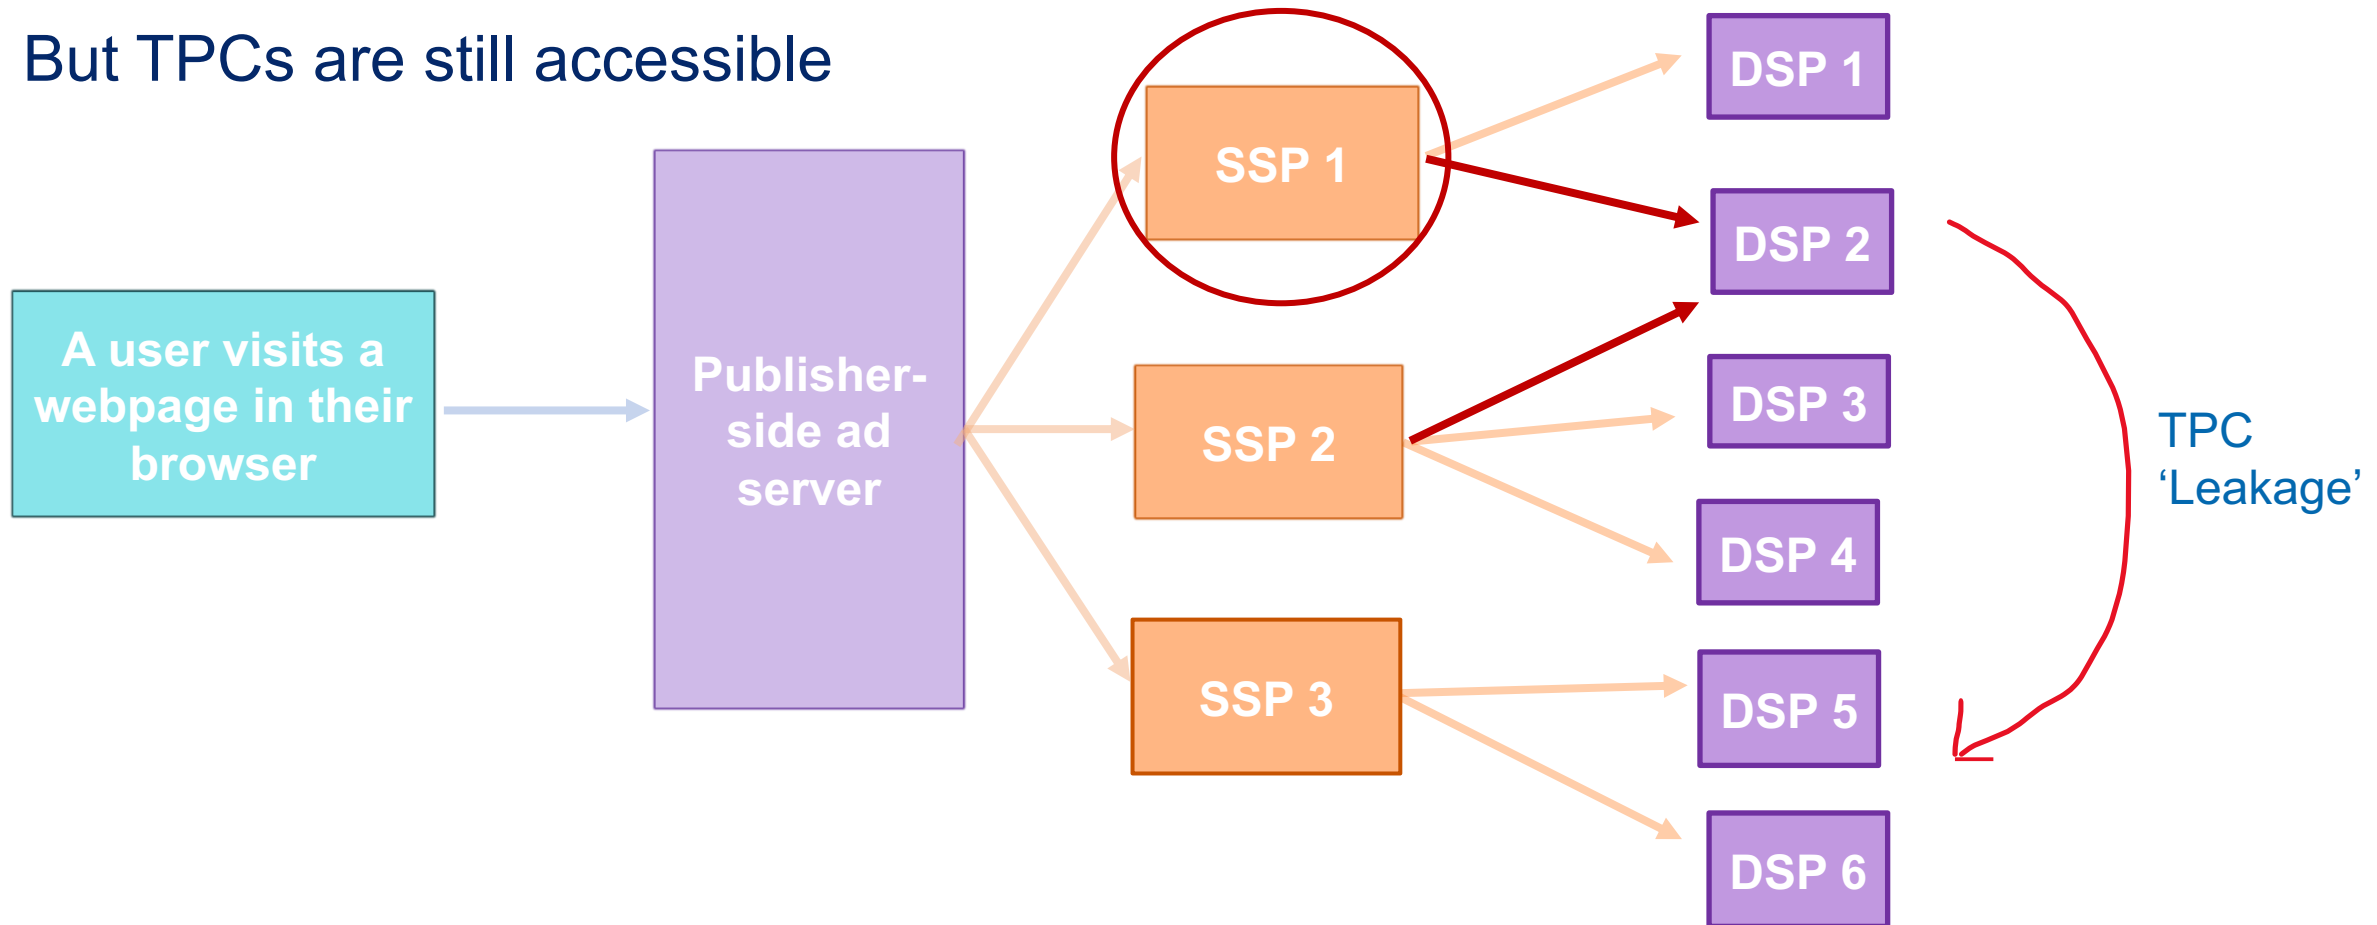 But TPCs are still accessible
A user visits a
webpage in their
browser
Publisher-
side ad
server
SSP 1
SSP 2
SSP 3
DSP 1
DSP 2
DSP 3
DSP 4
DSP 5
DSP 6
TPC
‘Leakage’